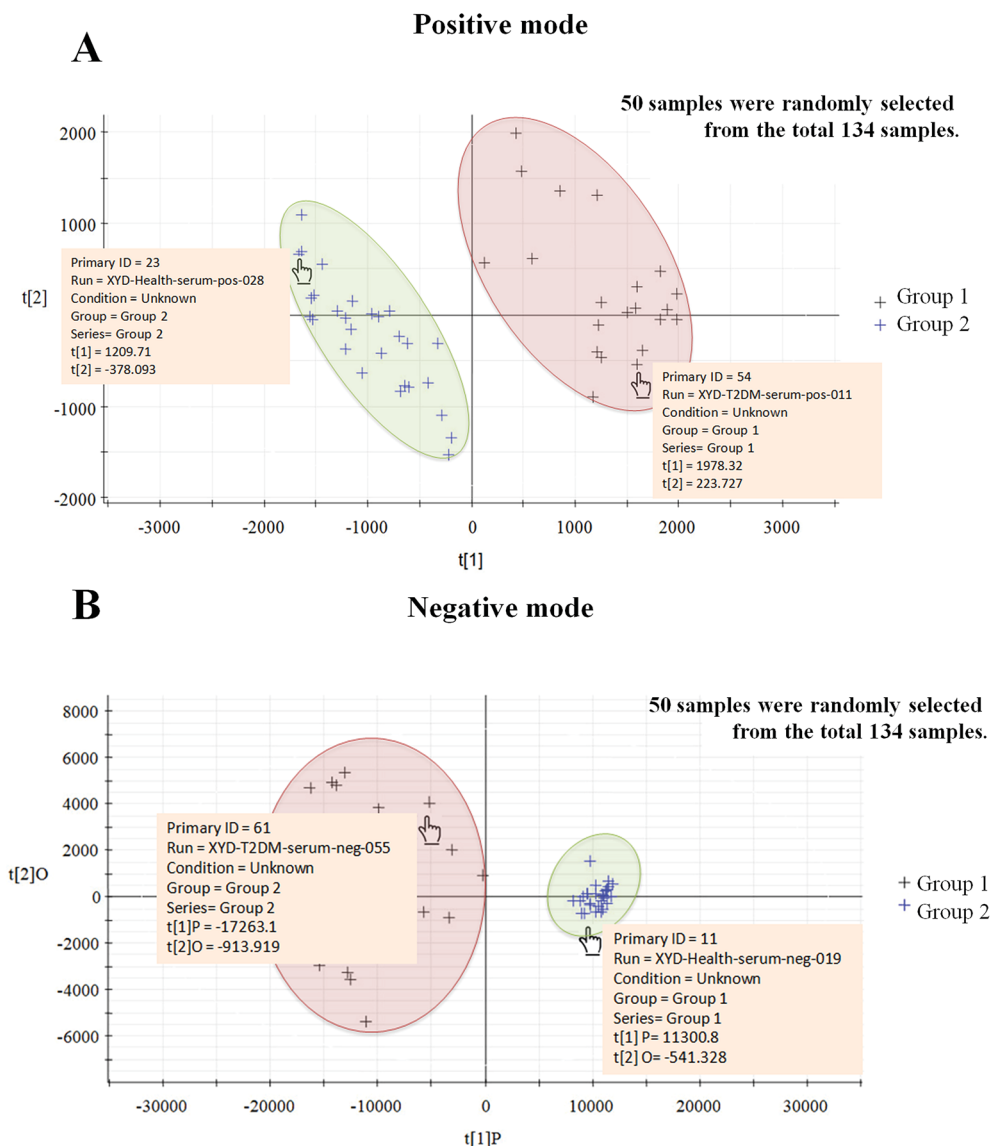 Positive mode
A
50 samples were randomly selected
from the total 134 samples.
2000
1000
Primary ID = 23
Run = XYD-Health-serum-pos-028
Condition = Unknown
Group = Group 2
Series= Group 2
t[1] = 1209.71
t[2] = -378.093
t[2]
Group 1
Group 2
Primary ID = 54
Run = XYD-T2DM-serum-pos-011
Condition = Unknown
Group = Group 1
Series= Group 1
t[1] = 1978.32
t[2] = 223.727
-1000
-2000
-3000 -2000 -1000 0 1000 2000 3000
t[1]
B
Negative mode
50 samples were randomly selected
from the total 134 samples.
8000
6000
4000
2000
0
-2000
-4000
-6000
t[2]O
Primary ID = 61
Run = XYD-T2DM-serum-neg-055
Condition = Unknown
Group = Group 2
Series= Group 2
t[1]P = -17263.1
t[2]O = -913.919
Group 1
Group 2
Primary ID = 11
Run = XYD-Health-serum-neg-019
Condition = Unknown
Group = Group 1
Series= Group 1
t[1] P= 11300.8
t[2] O= -541.328
-30000 -20000 -10000 0 10000 20000 30000
t[1]P